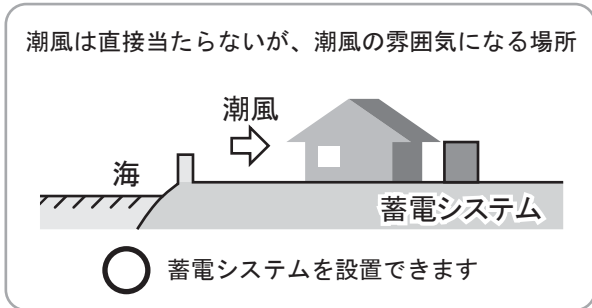 潮風は直接当たらないが、潮風の雰囲気になる場所
潮風
海
蓄電システム
蓄電システムを設置できます